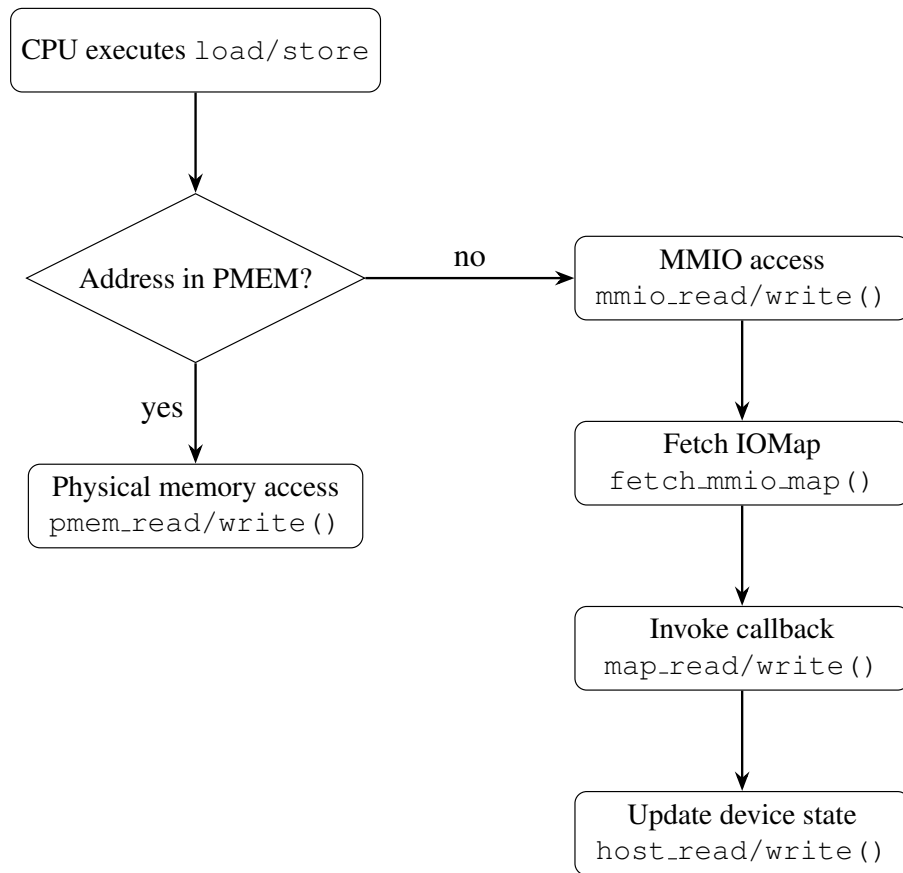 CPU executes load/store
Address in PMEM?
no
MMIO access
mmio_read/write()
yes
Physical memory access
pmem_read/write()
Fetch IOMap
fetch_mmio_map()
Invoke callback
map_read/write()
Update device state
host_read/write()